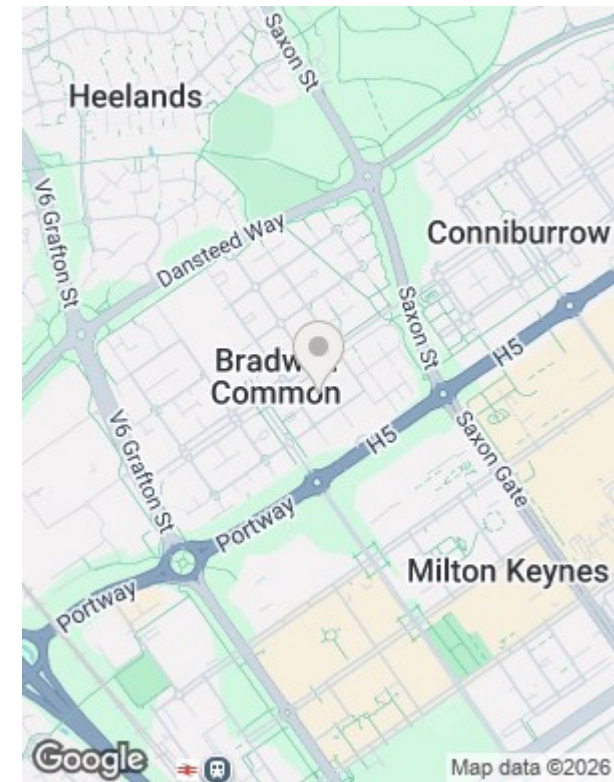 Saxon St
Heelands
V6 Grafton St
Dansteed Way
Conniburrow
Saxon St
H5
Common
H5
Saxon Gate
V6 Grafton St
Portway
Milton Keynes
Portway
Google
Map data ©2026